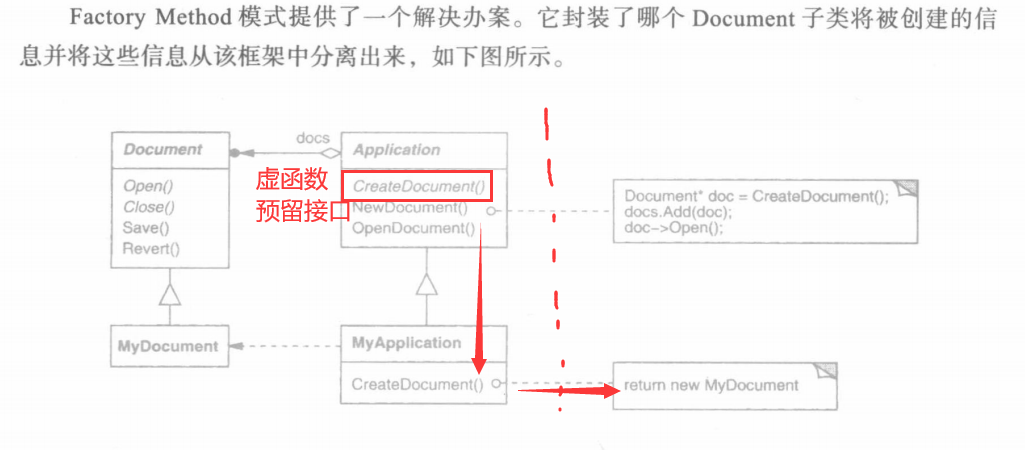 Factory Method 模式提供了一个解决办案。它封装了哪个 Document 子类将被创建的信
息并将这些信息从该框架中分离出来，如下图所示。
docs
Document
Application
虚函数
预留接口
Open()
Close()
Save()
Revert()
CreateDocument()
NewDocument()
OpenDocument()
Document* doc = CreateDocument();
docs.Add(doc);
doc->Open();
MyDocument
MyApplication
CreateDocument()
return new MyDocument